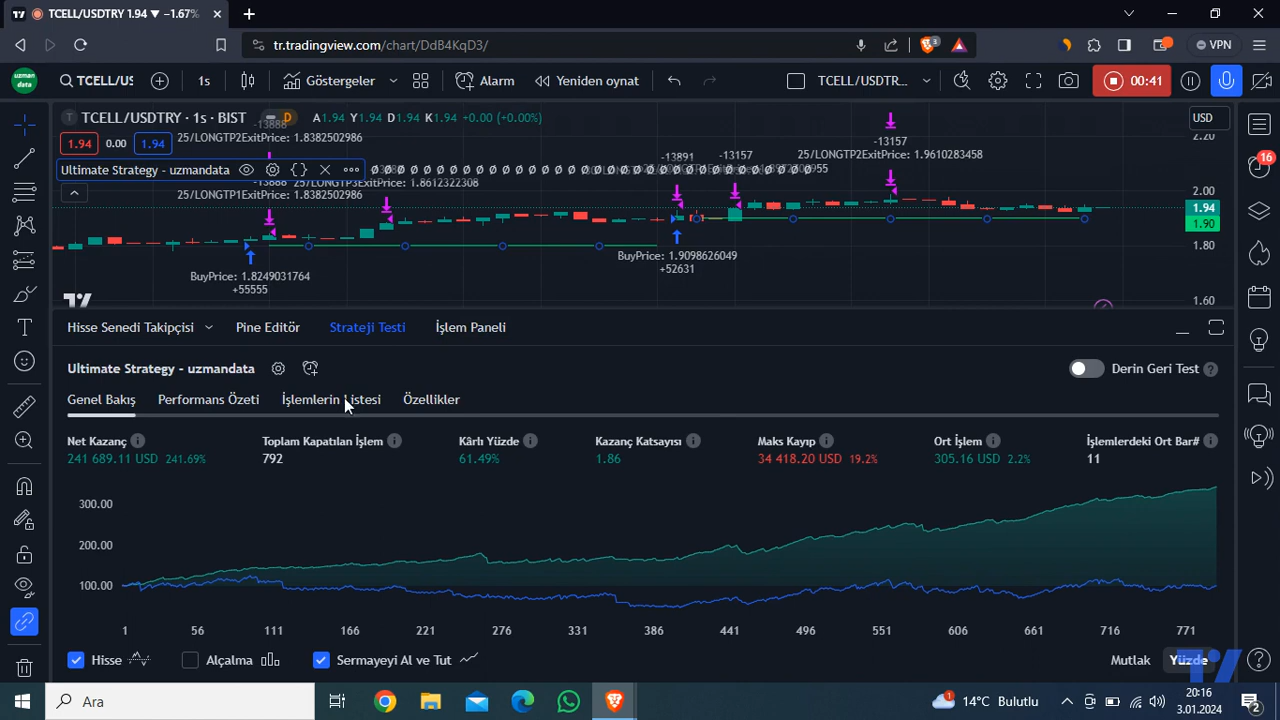 TCELL/USDTRY 1.94 ▼ −1.67%
tr.tradingview.com/chart/DdB4KqD3/
3
VPN
uzman
data
TCELL/US
1s
Göstergeler
Alarm
Yeniden oynat
TCELL/USDTR...
00:41
TCELL/USDTRY · 1s · BIST
D
A1.94 Y1.94 D1.94 K1.94 +0.00 (+0.00%)
USD
1.94
0.00
1.94
-13888
25/LONGTP2ExitPrice: 1.8382502986
Ultimate Strategy - uzmandata
25/LONGTP1ExitPrice: 1.8382502986
-13891
-13157
-13157
25/LONGTP2ExitPrice: 1.9610283458
2.20
2.00
1.94
1.90
1.80
1.60
BuyPrice: 1.8249031764
+55555
BuyPrice: 1.9098626049
+52631
16
Hisse Senedi Takipçisi
Pine Editör
Strateji Testi
İşlem Paneli
Ultimate Strategy - uzmandata
Derin Geri Test
Genel Bakış
Performans Özeti
İşlemlerin Listesi
Özellikler
Net Kazanç
Toplam Kapatılan İşlem
Kârlı Yüzde
Kazanç Katsayısı
Maks Kayıp
Ort İşlem
İşlemlerdeki Ort Bar#
241 689.11 USD 241.69%
792
61.49%
1.86
34 418.20 USD 19.2%
305.16 USD 2.2%
11
300.00
200.00
100.00
1 56 111 166 221 276 331 386 441 496 551 606 661 716 771
Hisse
Alçalma
Sermayeyi Al ve Tut
Mutlak
Yüzde
Ara
1
14°C Bulutlu
20:16
3.01.2024
2